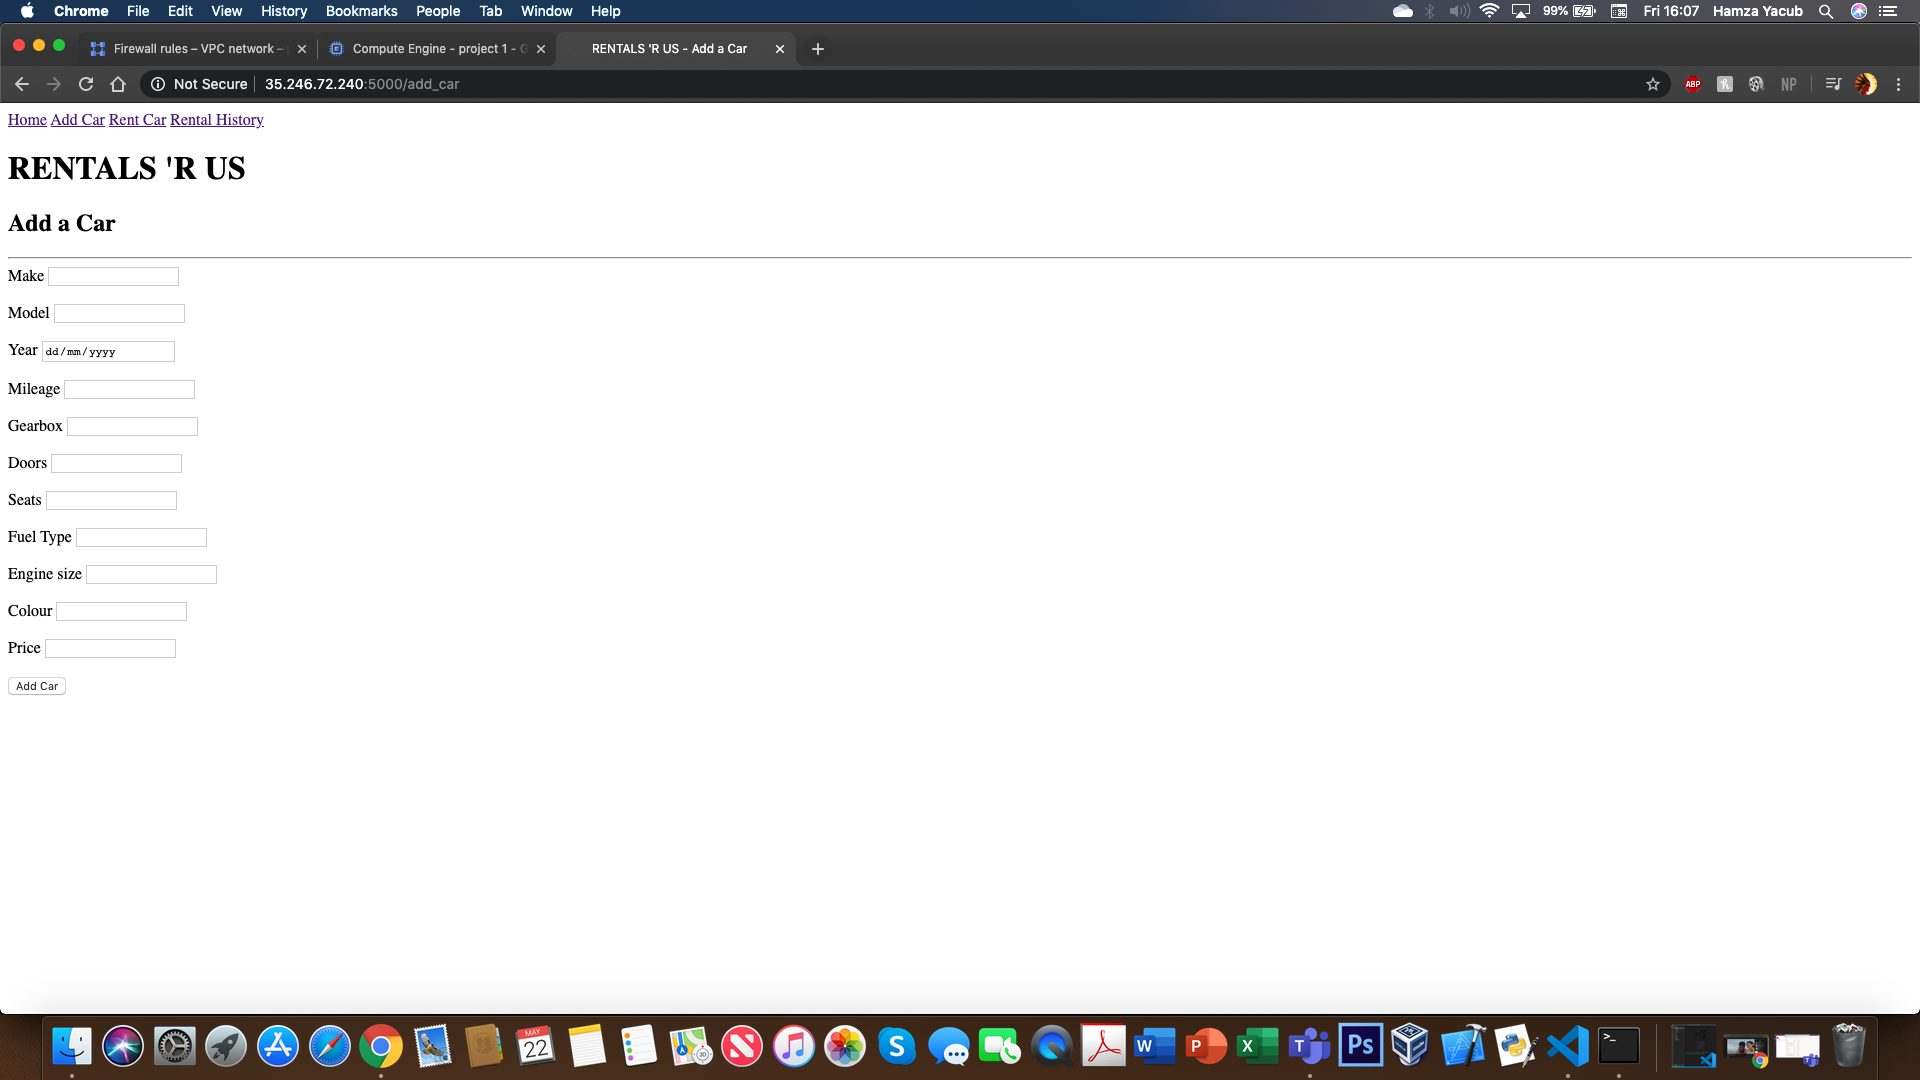 Chrome File Edit View History Bookmarks People Tab Window Help 99% Fri 16:07 Hamza Yacub
Firewall rules – VPC network – Compute Engine - project 1 - G RENTALS 'R US - Add a Car
Not Secure 35.246.72.240:5000/add_car ABP NP
Home Add Car Rent Car Rental History
RENTALS 'R US
Add a Car
Make
Model
Year dd/mm/yyyy
Mileage
Gearbox
Doors
Seats
Fuel Type
Engine size
Colour
Price
Add Car
MAY
22